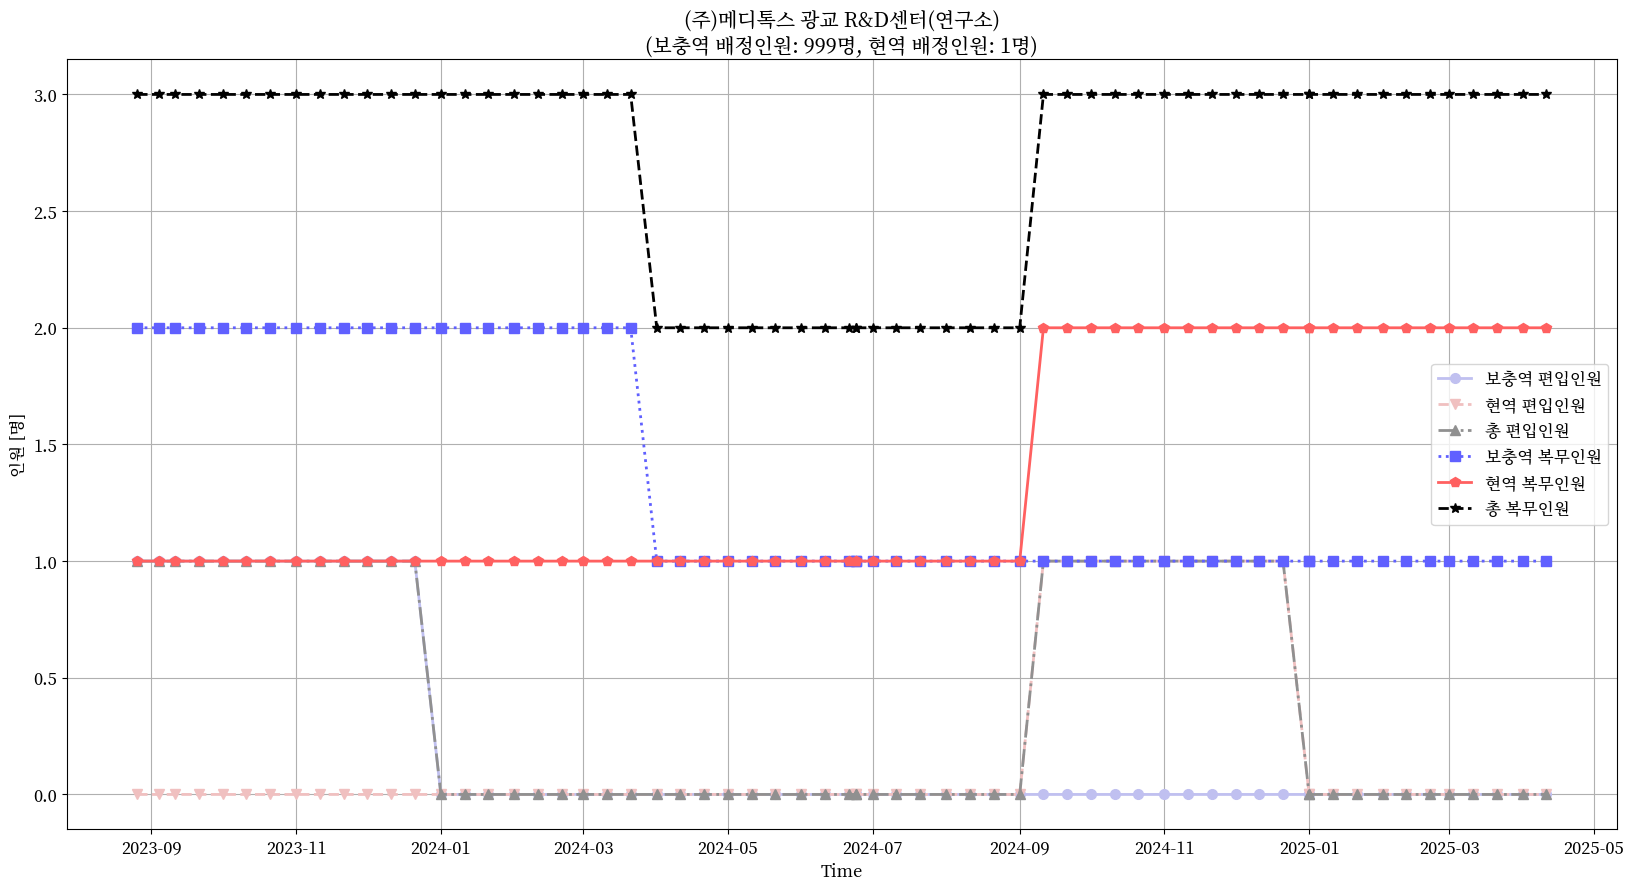 (주)메디톡스 광교 R&D센터(연구소)
(보충역 배정인원: 999명, 현역 배정인원: 1명)
인원 [명]
3.0
2.5
2.0
1.5
1.0
0.5
0.0
보충역 편입인원
현역 편입인원
총 편입인원
보충역 복무인원
현역 복무인원
총 복무인원
2023-09 2023-11 2024-01 2024-03 2024-05 2024-07 2024-09 2024-11 2025-01 2025-03 2025-05
Time